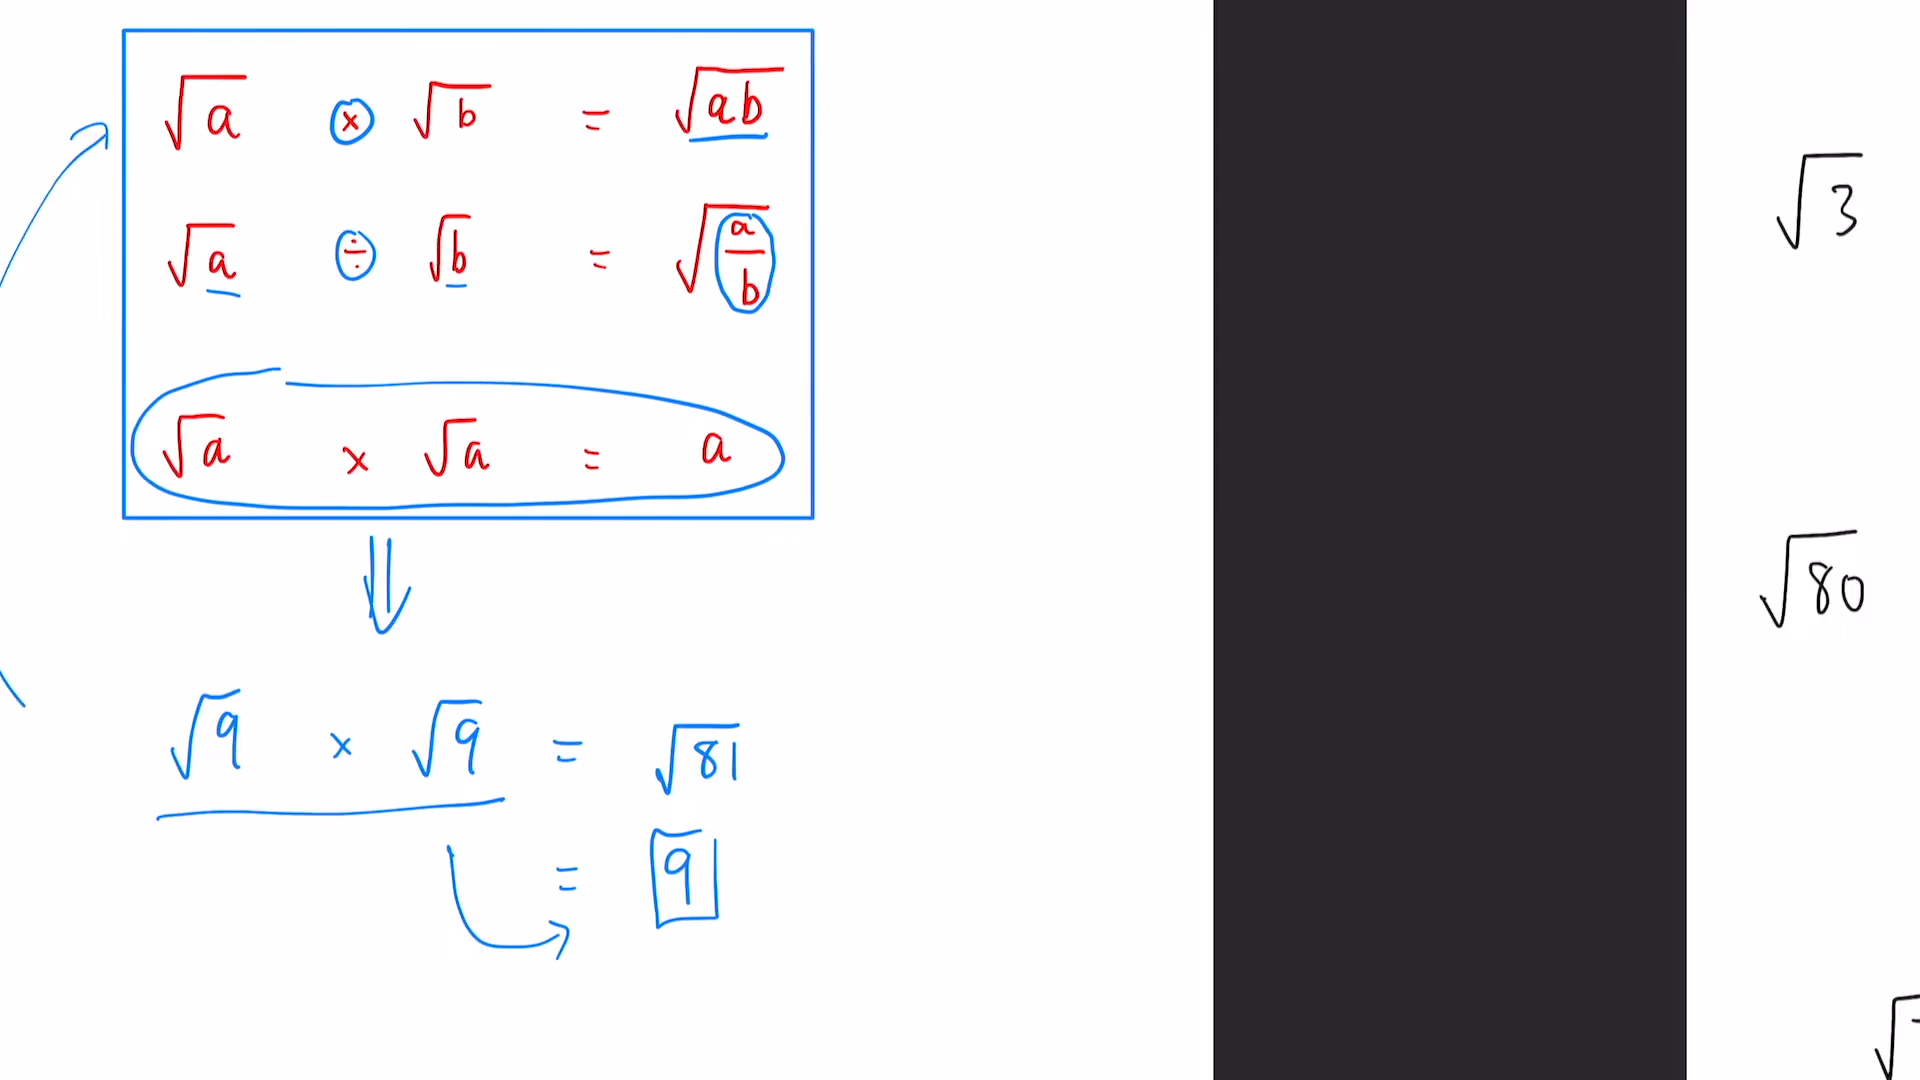 √a × √b = √ab
√a ÷ √b = √(a/b)
√a × √a = a
√9 × √9 = √81
= 9
√3
√80